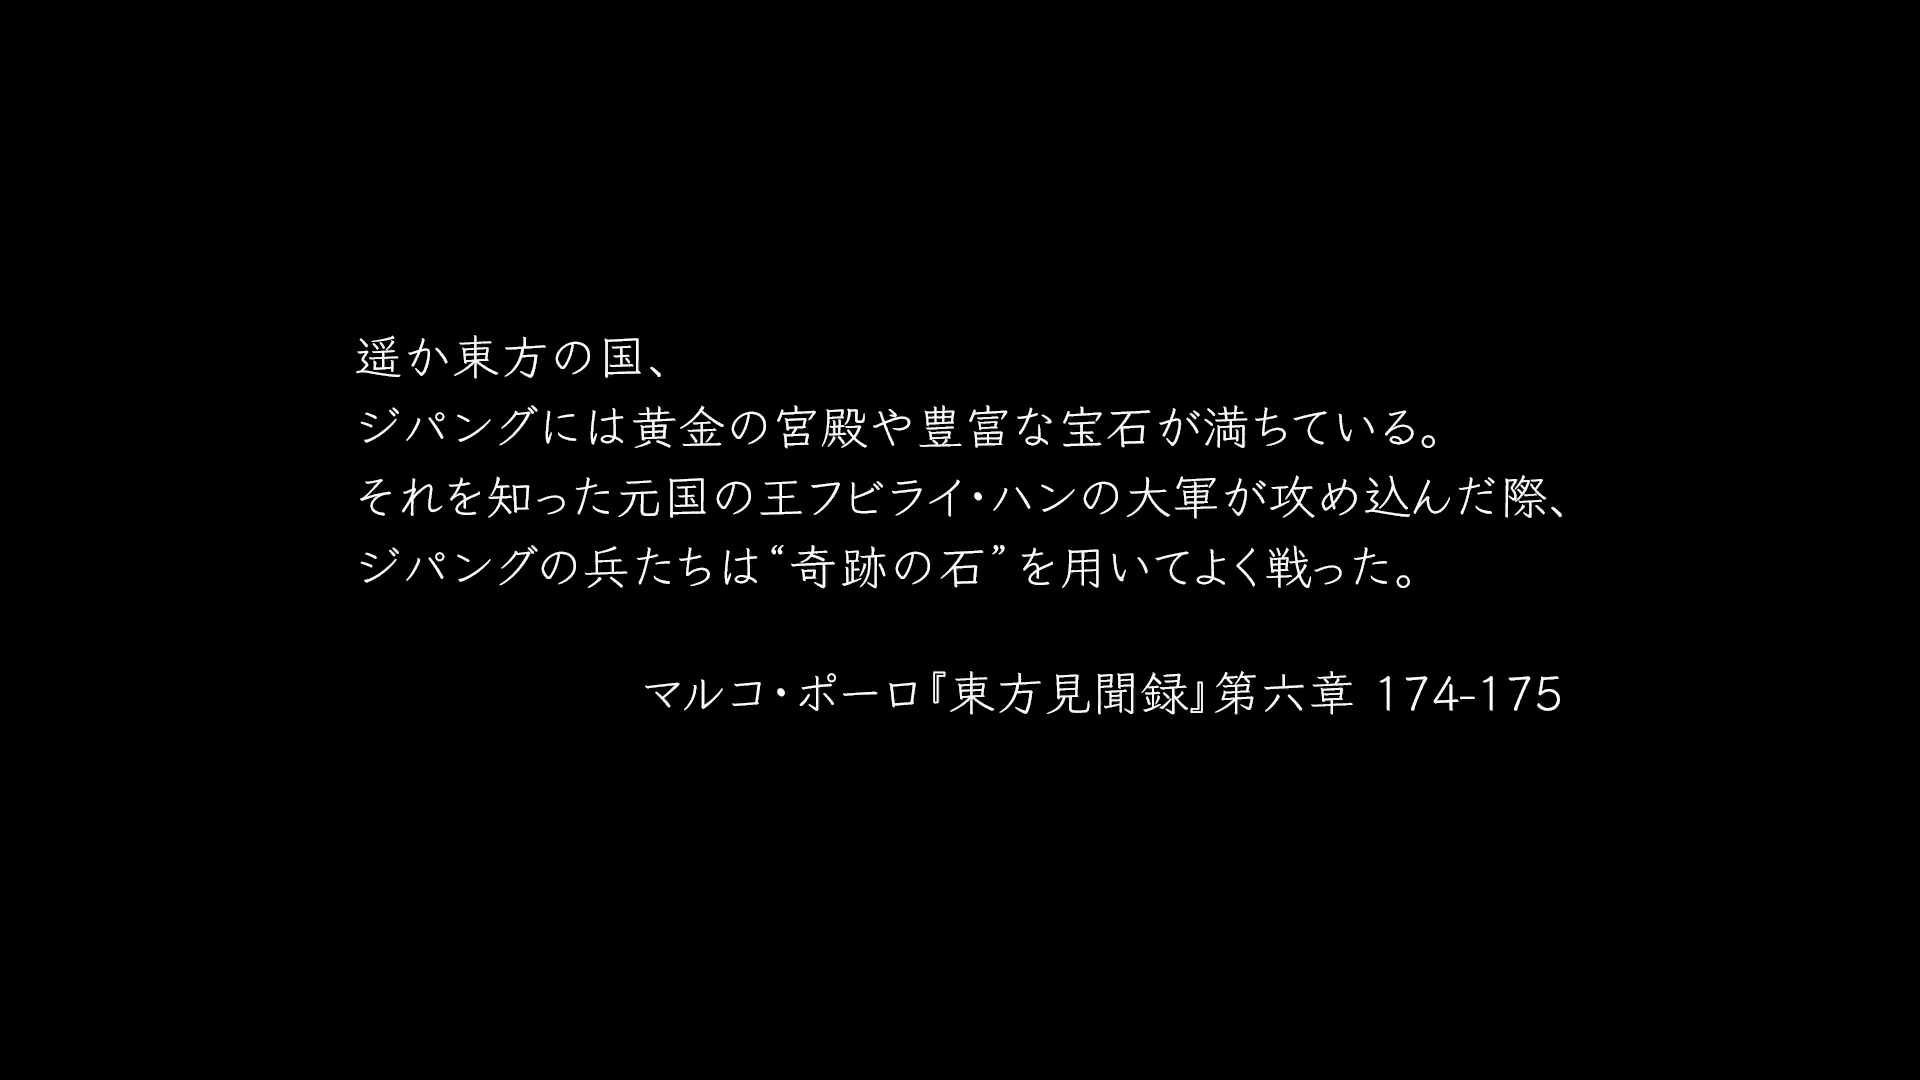 遥か東方の国、
ジパングには黄金の宮殿や豊富な宝石が満ちている。
それを知った元国の王フビライ・ハンの大軍が攻め込んだ際、
ジパングの兵たちは“奇跡の石”を用いてよく戦った。
マルコ・ポーロ『東方見聞録』第六章 174-175